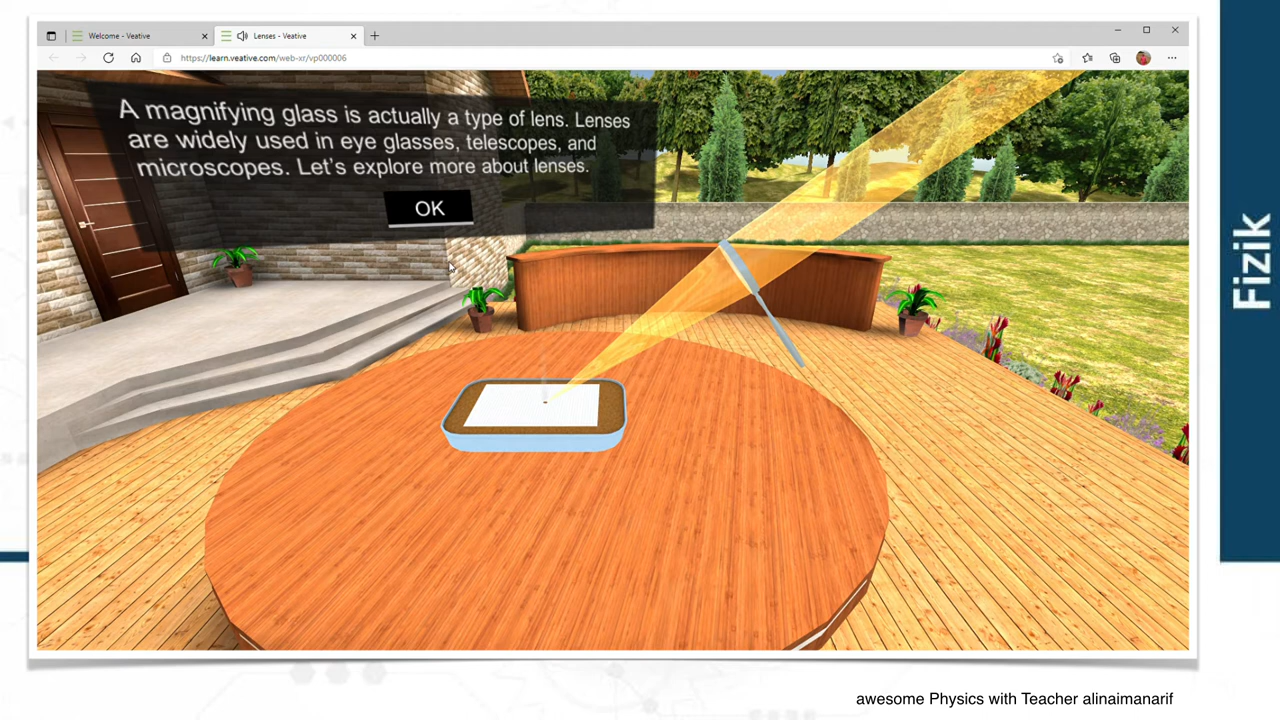 Welcome - Veative
Lenses - Veative
https://learn.veative.com/web-xr/vp000006
A magnifying glass is actually a type of lens. Lenses
are widely used in eye glasses, telescopes, and
microscopes. Let's explore more about lenses.
OK
Fizik
awesome Physics with Teacher alinaimanarif